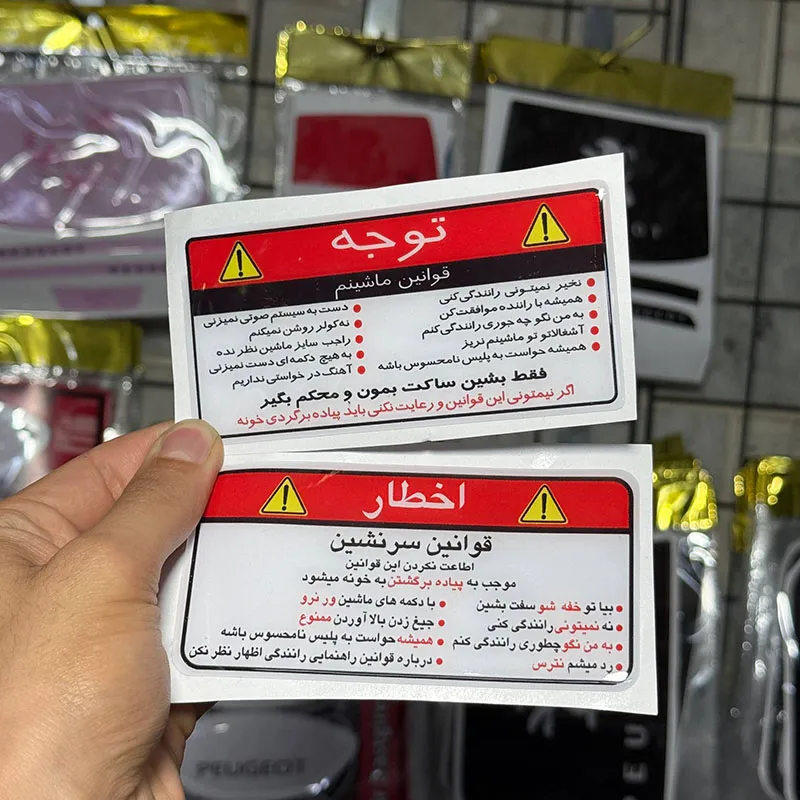 توجه
قوانین ماشینم
نخیر نمیتونی رانندگی کنی
همیشه با راننده موافقت کن
به من نگو چه جوری رانندگی کنم
آشغالاتو تو ماشینم نریز
همیشه حواست به پلیس نامحسوس باشه
دست به سیستم صوتی نمیزنی
نه کولر روشن نمیکنم
راجب سایز ماشین نظر نده
به هیچ دکمه ای دست نمیزنی
آهنگ در خواستی نداریم
فقط بشین ساکت بمون و محکم بگیر
اگر نیمتونی این قوانین و رعایت نکنی باید پیاده برگردی خونه
اخطار
قوانین سرنشین
اطاعت نکردن این قوانین
موجب به پیاده برگشتن به خونه میشود
بیا تو خفه شو سفت بشین
نه نمیتونی رانندگی کنی
به من نگو چطوری رانندگی کنم
رد میشم نترس
با دکمه های ماشین ور نرو
جیغ زدن بالا آوردن ممنوع
همیشه حواست به پلیس نامحسوس باشه
درباره قوانین راهنمایی رانندگی اظهار نظر نکن
PEUGEOT